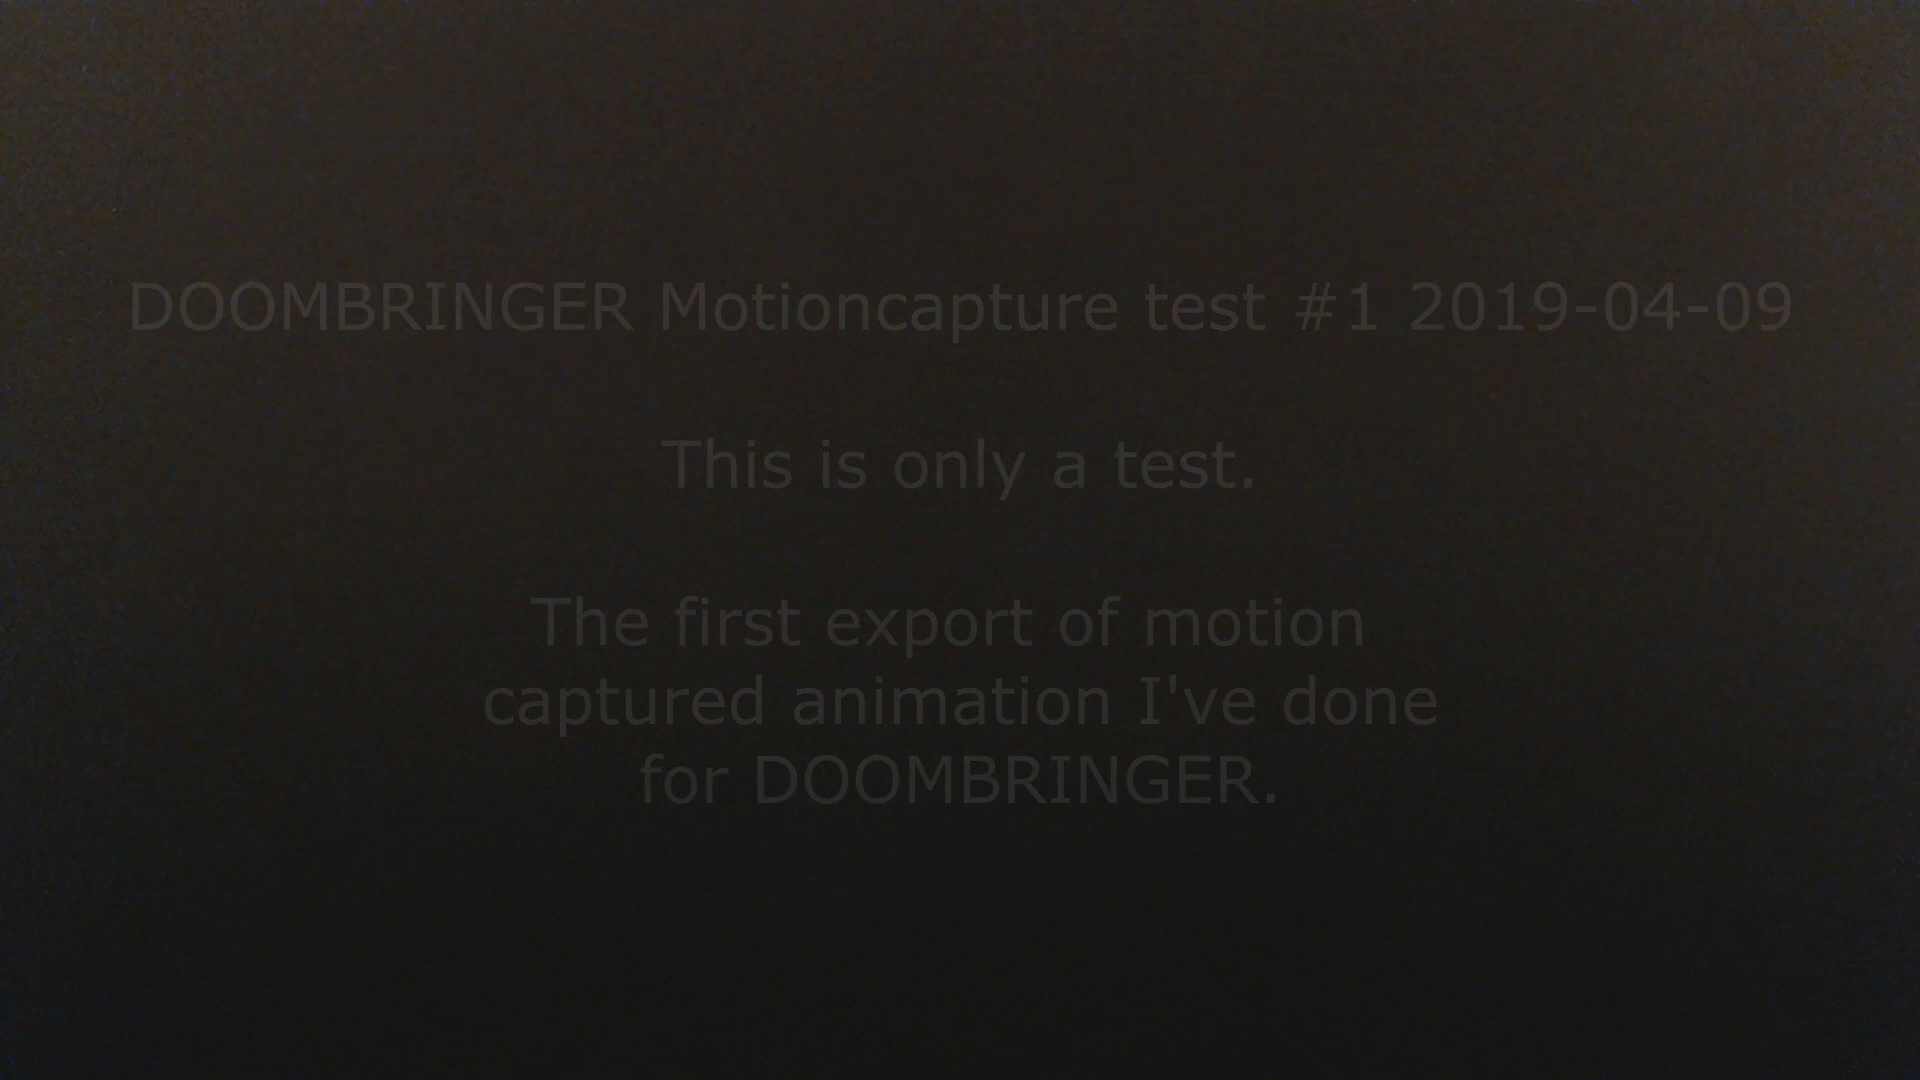 DOOMBRINGER Motioncapture test #1 2019-04-09
This is only a test.
The first export of motion
captured animation I've done
for DOOMBRINGER.